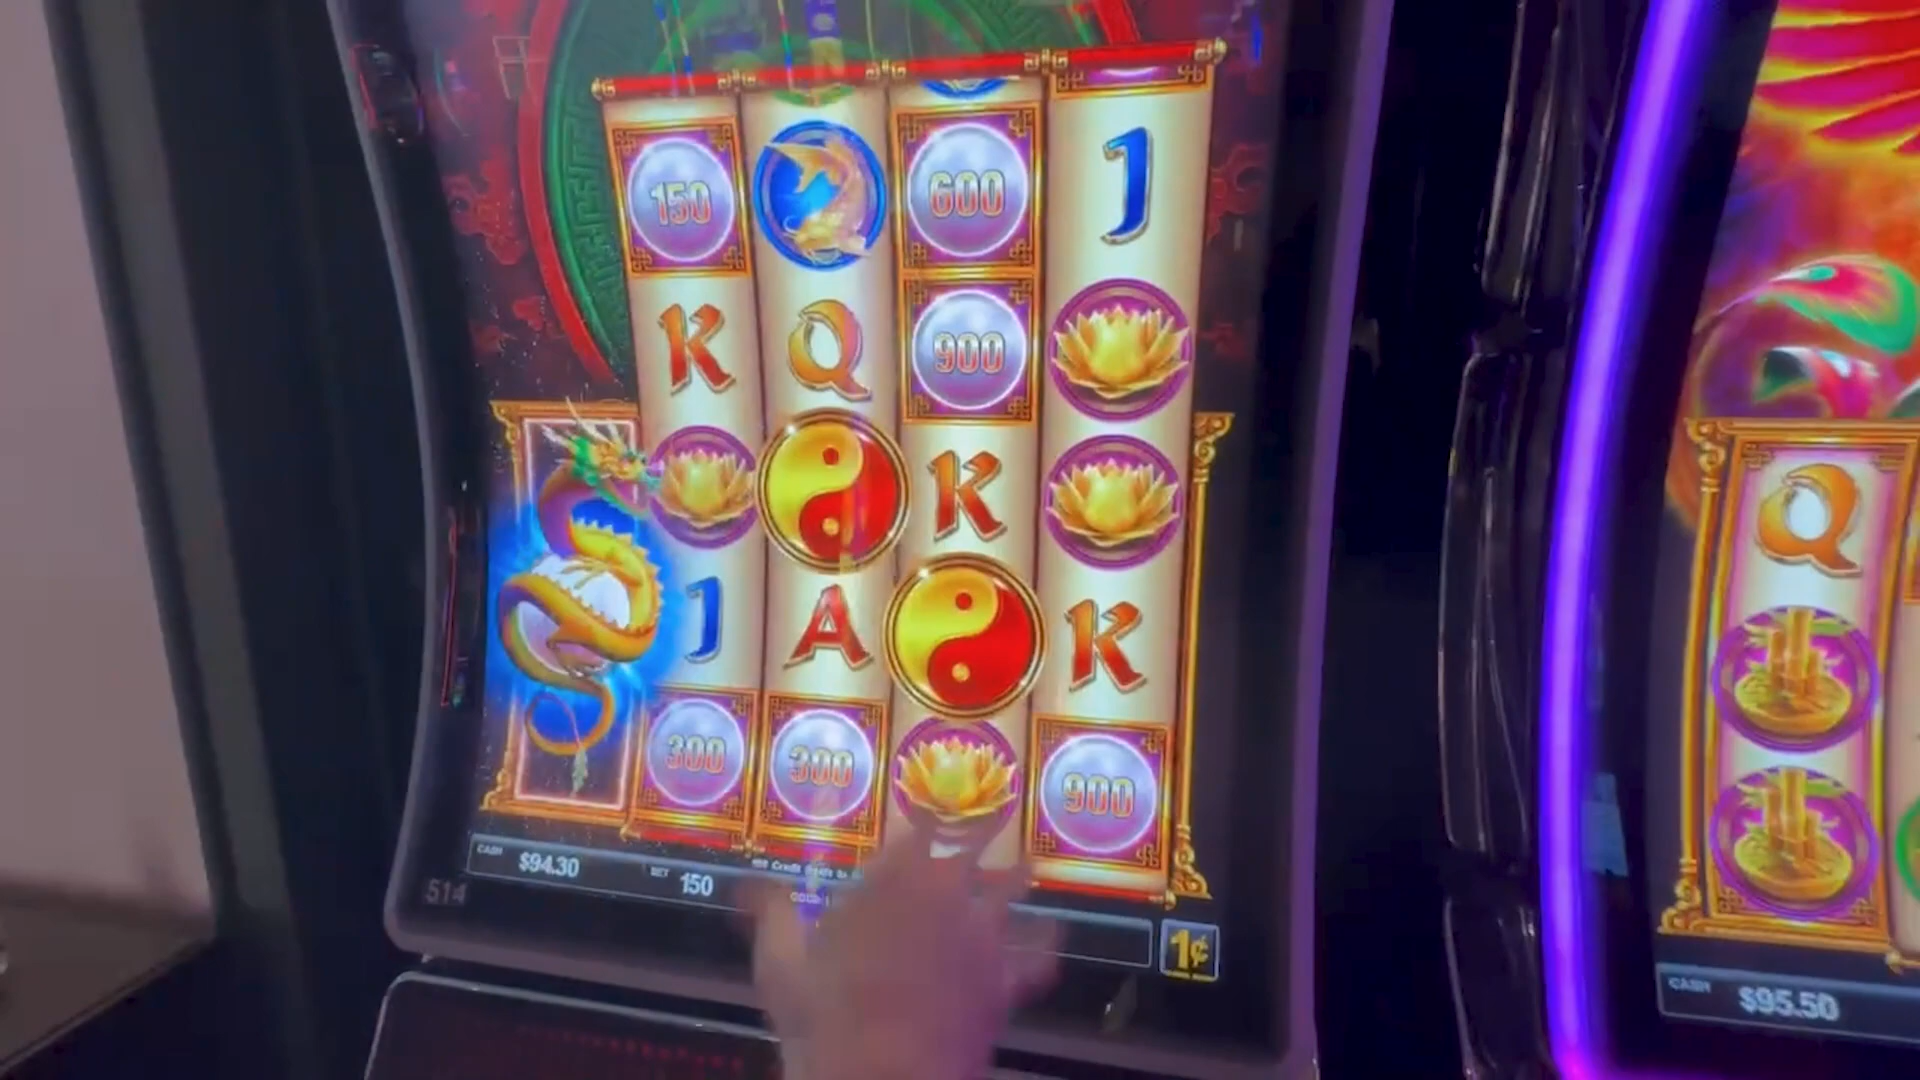 150 600 J
K Q 900
K Q
J A K
300 300 900
CASH $94.30 BET 150
514
1¢
CASH $95.50